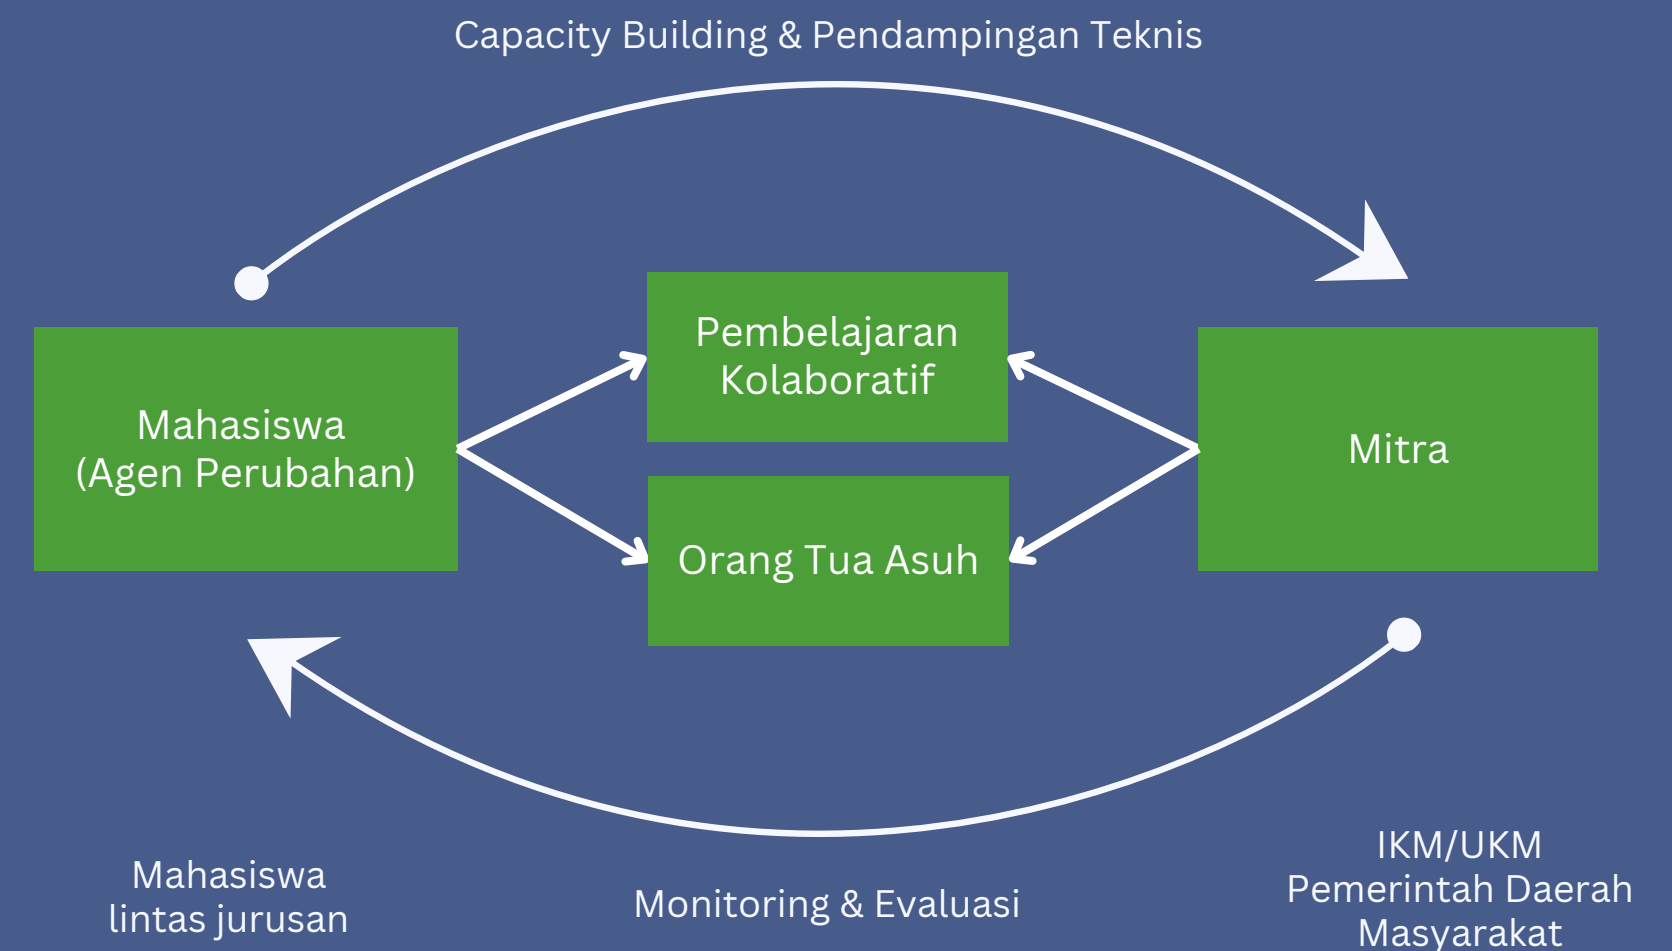 Capacity Building & Pendampingan Teknis
Pembelajaran
Kolaboratif
Mahasiswa
(Agen Perubahan)
Mitra
Orang Tua Asuh
Mahasiswa
lintas jurusan
Monitoring & Evaluasi
IKM/UKM
Pemerintah Daerah
Masyarakat